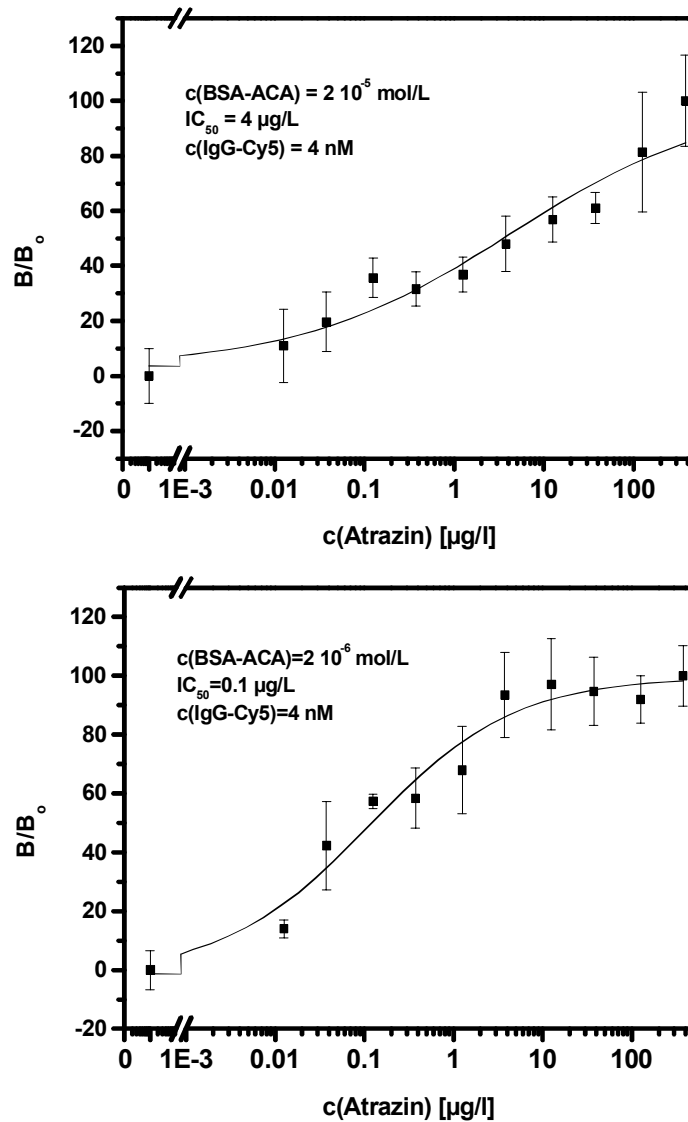 120
100
80
60
40
20
0
-20
B/B₀
c(BSA-ACA) = 2 10⁻⁵ mol/L
IC₅₀ = 4 µg/L
c(IgG-Cy5) = 4 nM
0 1E-3 0.01 0.1 1 10 100
c(Atrazin) [µg/l]
120
100
80
60
40
20
0
-20
B/B₀
c(BSA-ACA)=2 10⁻⁶ mol/L
IC₅₀=0.1 µg/L
c(IgG-Cy5)=4 nM
0 1E-3 0.01 0.1 1 10 100
c(Atrazin) [µg/l]